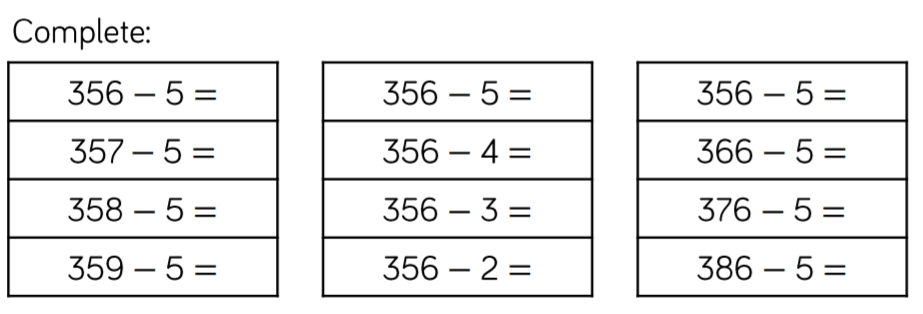 Complete:
356 – 5 =
357 – 5 =
358 – 5 =
359 – 5 =
356 – 5 =
356 – 4 =
356 – 3 =
356 – 2 =
356 – 5 =
366 – 5 =
376 – 5 =
386 – 5 =